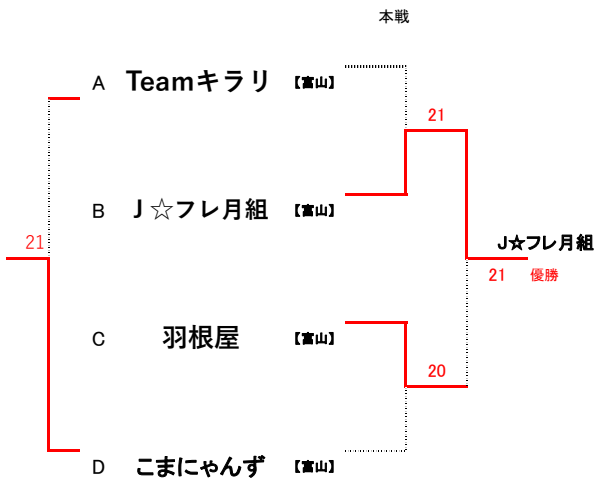 本戦
A Teamキラリ 【富山】
21
B J☆フレ月組 【富山】
21
J☆フレ月組
21 優勝
C 羽根屋 【富山】
20
D こまにゃんず 【富山】